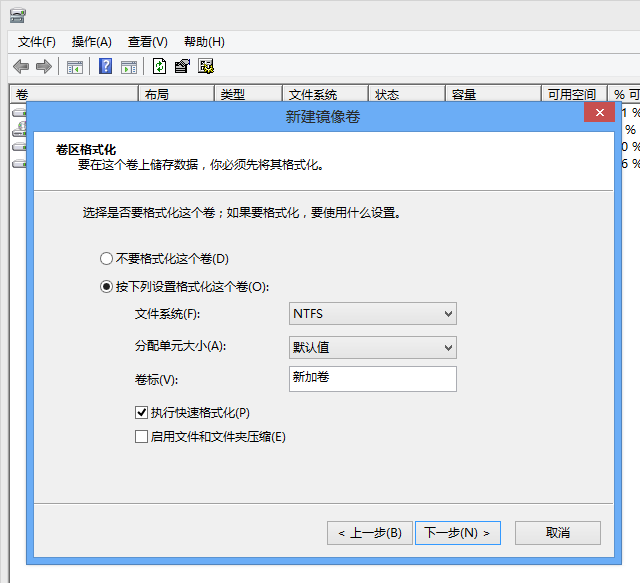 文件(F) 操作(A) 查看(V) 帮助(H)
卷 布局 类型 文件系统 状态 容量 可用空间 % 可
新建镜像卷
1 %
%
0 %
6 %
卷区格式化
要在这个卷上储存数据，你必须先将其格式化。
选择是否要格式化这个卷；如果要格式化，要使用什么设置。
不要格式化这个卷(D)
按下列设置格式化这个卷(O):
文件系统(F): NTFS
分配单元大小(A): 默认值
卷标(V): 新加卷
执行快速格式化(P)
启用文件和文件夹压缩(E)
< 上一步(B) 下一步(N) > 取消